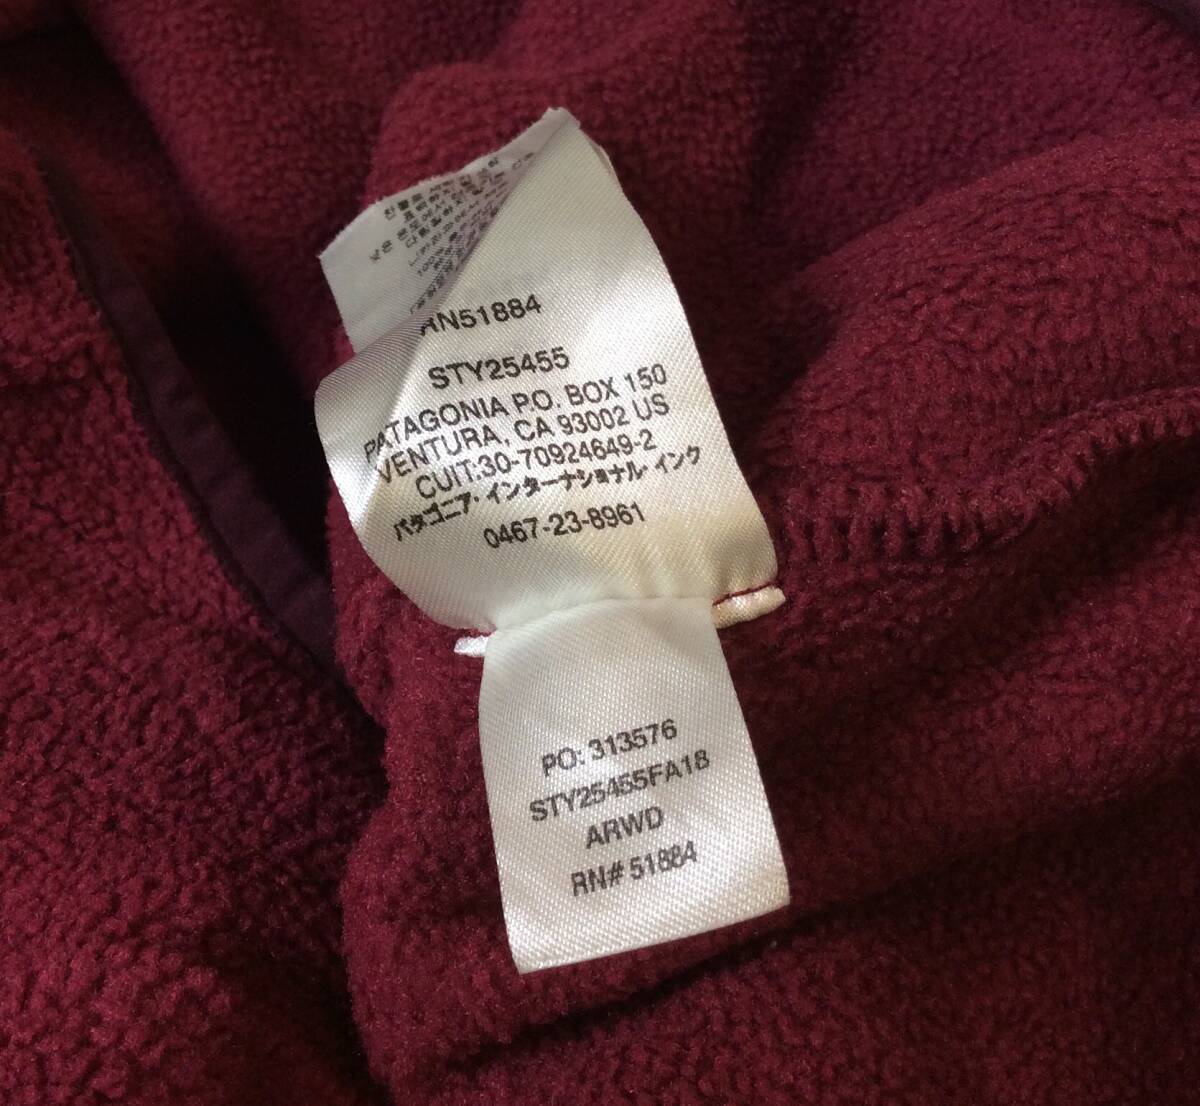 RN51884
STY25455
PATAGONIA P.O. BOX 150
VENTURA, CA 93002 US
CUIT:30-70924649-2
パタゴニア・インターナショナル・インク
0467-23-8961
PO: 313576
STY25455FA18
ARWD
RN# 51884